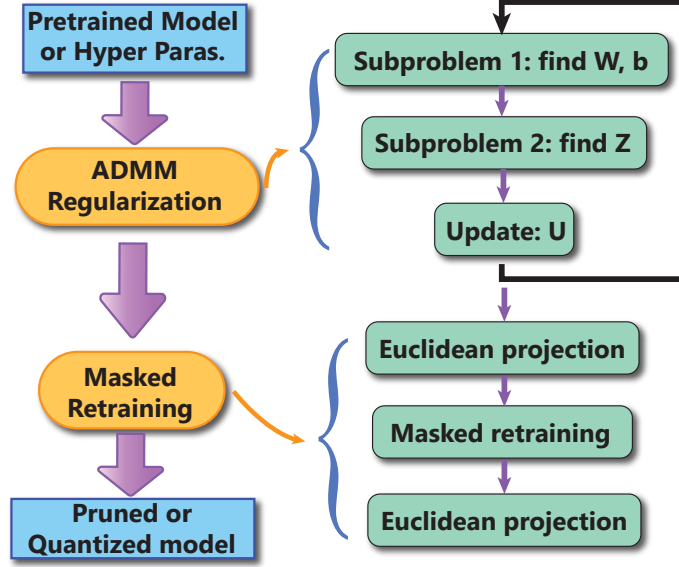 Pretrained Model
or Hyper Paras.
ADMM
Regularization
Masked
Retraining
Pruned or
Quantized model
Subproblem 1: find W, b
Subproblem 2: find Z
Update: U
Euclidean projection
Masked retraining
Euclidean projection